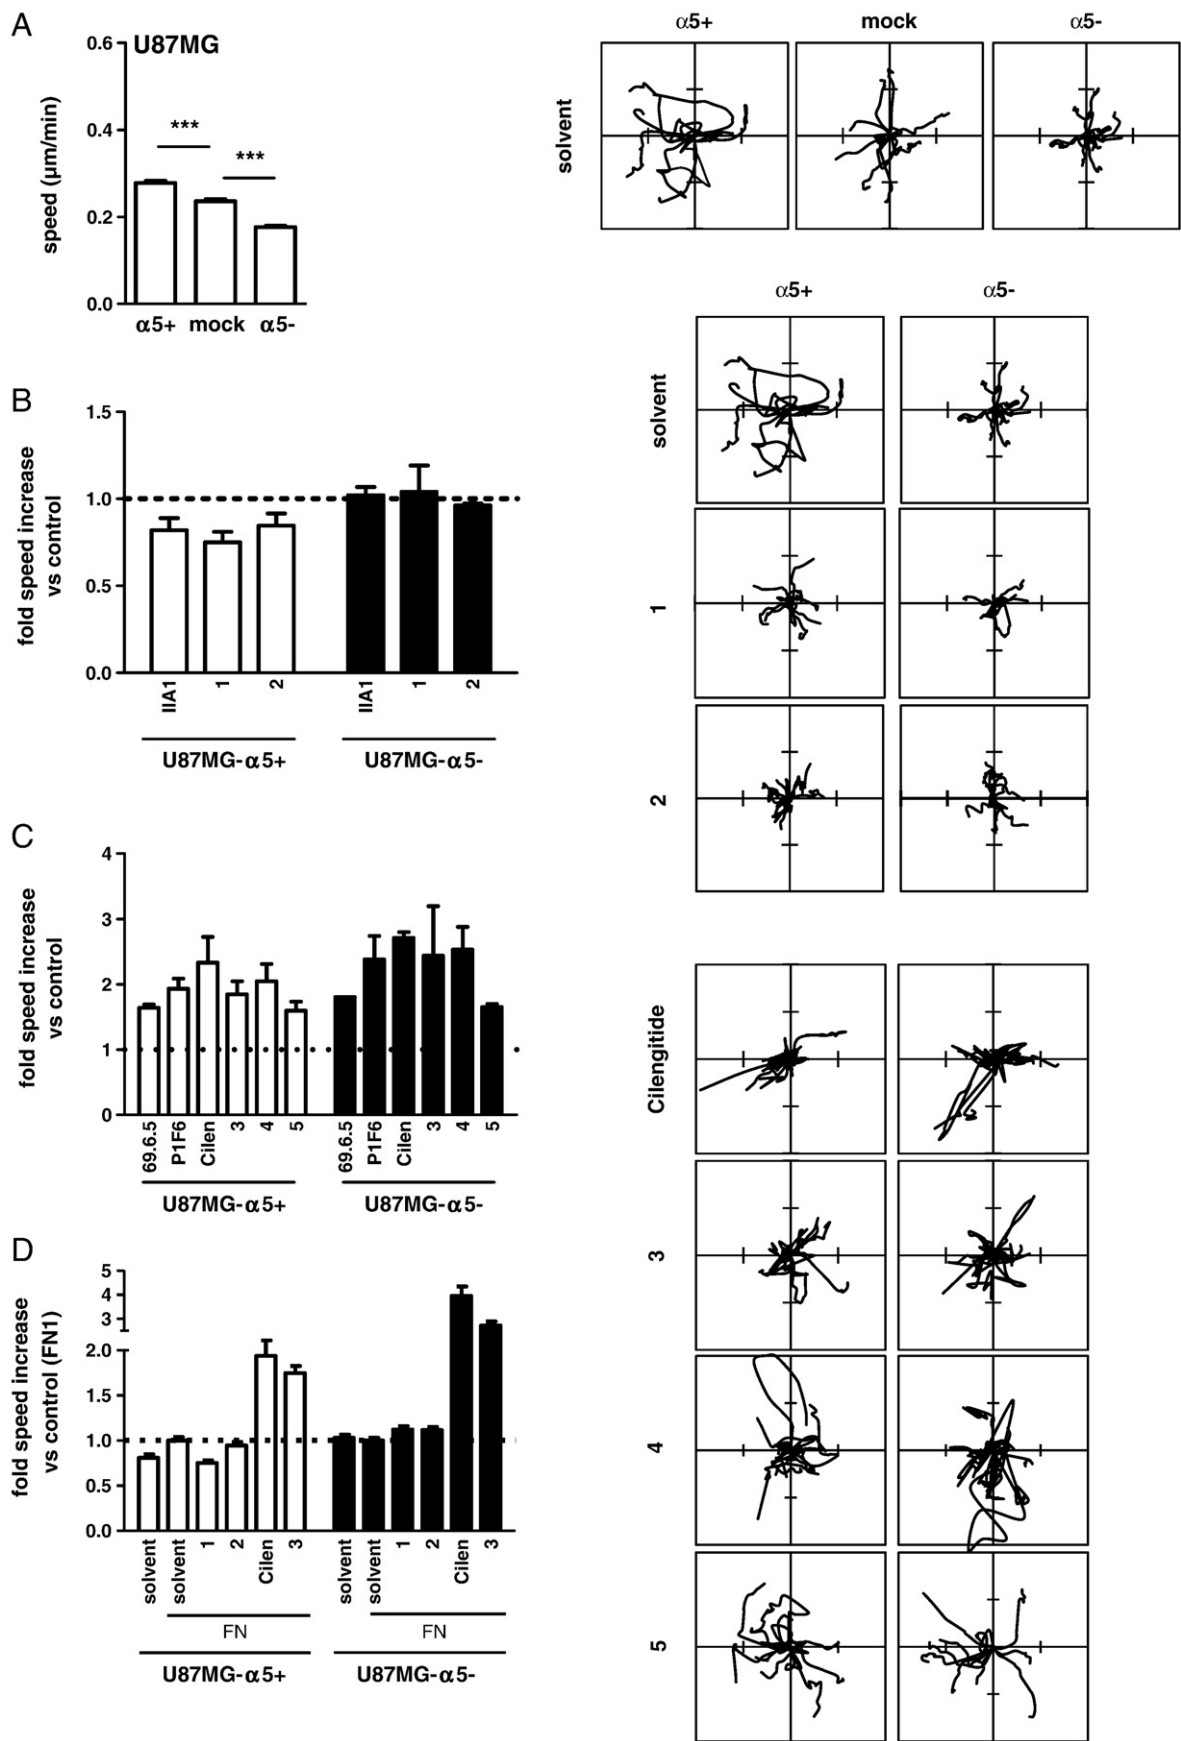 A
U87MG
speed (µm/min)
0.6
0.4
0.2
0.0
***
***
α5+ mock α5-
α5+ mock α5-
solvent
B
fold speed increase
vs control
1.5
1.0
0.5
0.0
IIA1
1
2
IIA1
1
2
U87MG-α5+ U87MG-α5-
α5+ α5-
solvent
1
2
C
fold speed increase
vs control
4
3
2
1
0
69.6.5
P1F6
Cilen
3
4
5
69.6.5
P1F6
Cilen
3
4
5
U87MG-α5+ U87MG-α5-
Cilengitide
3
4
5
D
fold speed increase
vs control (FN1)
5
4
3
2.0
1.5
1.0
0.5
0.0
solvent
solvent
1
2
Cilen
3
solvent
solvent
1
2
Cilen
3
FN FN
U87MG-α5+ U87MG-α5-